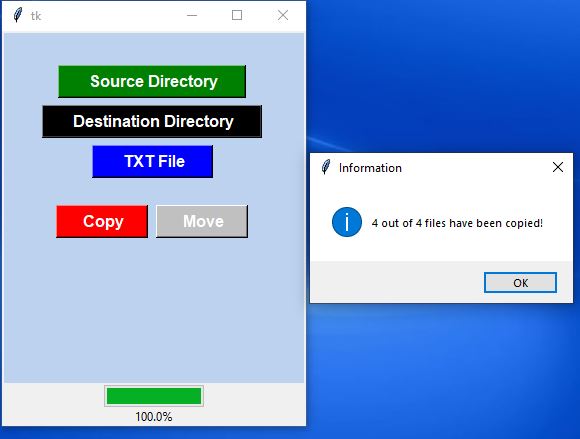 tk
Source Directory
Destination Directory
TXT File
Copy Move
100.0%
Information
4 out of 4 files have been copied!
OK